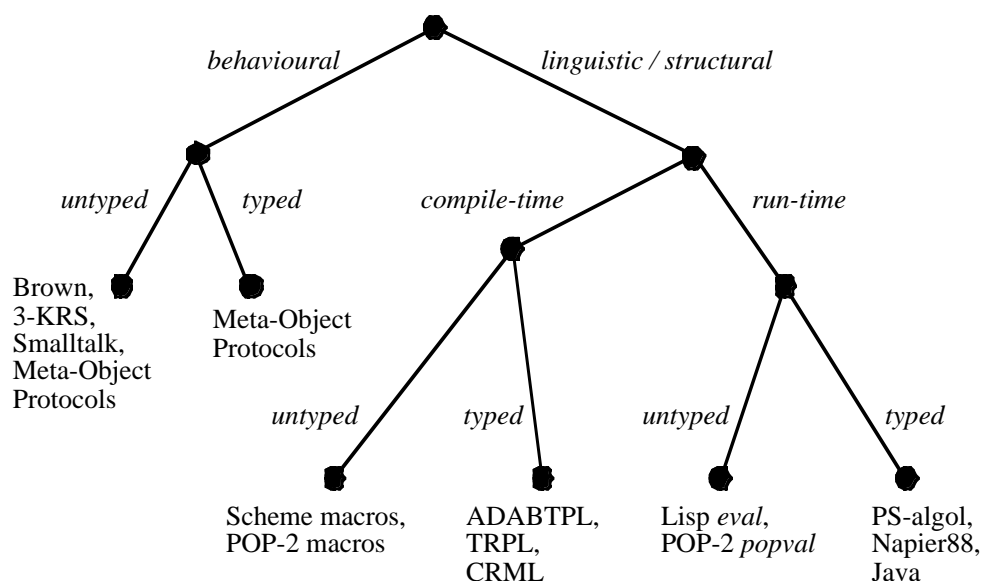 behavioural
linguistic / structural
untyped
typed
compile-time
run-time
Brown,
3-KRS,
Smalltalk,
Meta-Object
Protocols
Meta-Object
Protocols
untyped
typed
untyped
typed
Scheme macros,
POP-2 macros
ADABTPL,
TRPL,
CRML
Lisp eval,
POP-2 popval
PS-algol,
Napier88,
Java